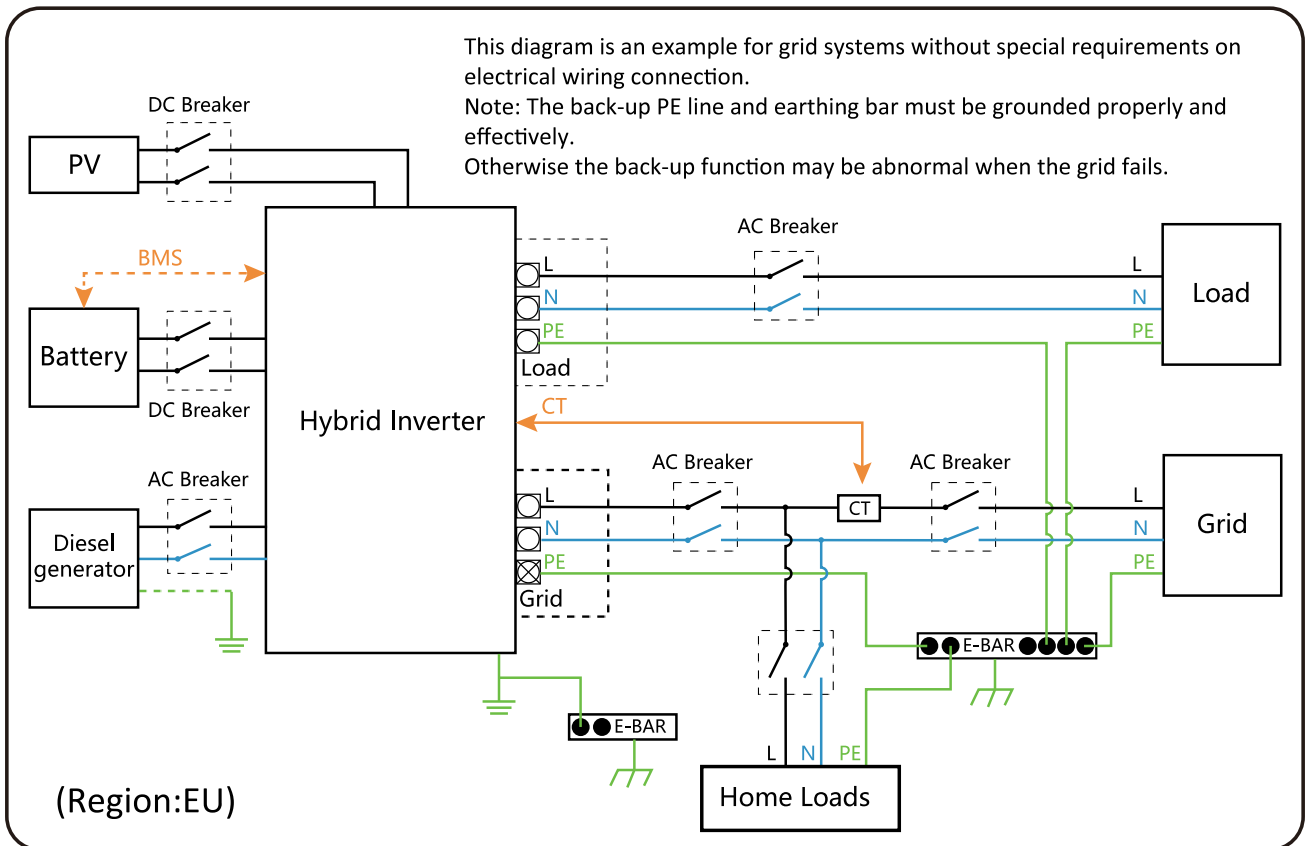 This diagram is an example for grid systems without special requirements on
electrical wiring connection.
Note: The back-up PE line and earthing bar must be grounded properly and
effectively.
Otherwise the back-up function may be abnormal when the grid fails.
DC Breaker
PV
BMS
Battery
DC Breaker
AC Breaker
Diesel
generator
Hybrid Inverter
L
N
PE
Load
AC Breaker
L
N
PE
Load
CT
AC Breaker
AC Breaker
L
N
PE
Grid
CT
L
N
PE
Grid
E-BAR
E-BAR
L
N
PE
Home Loads
(Region:EU)